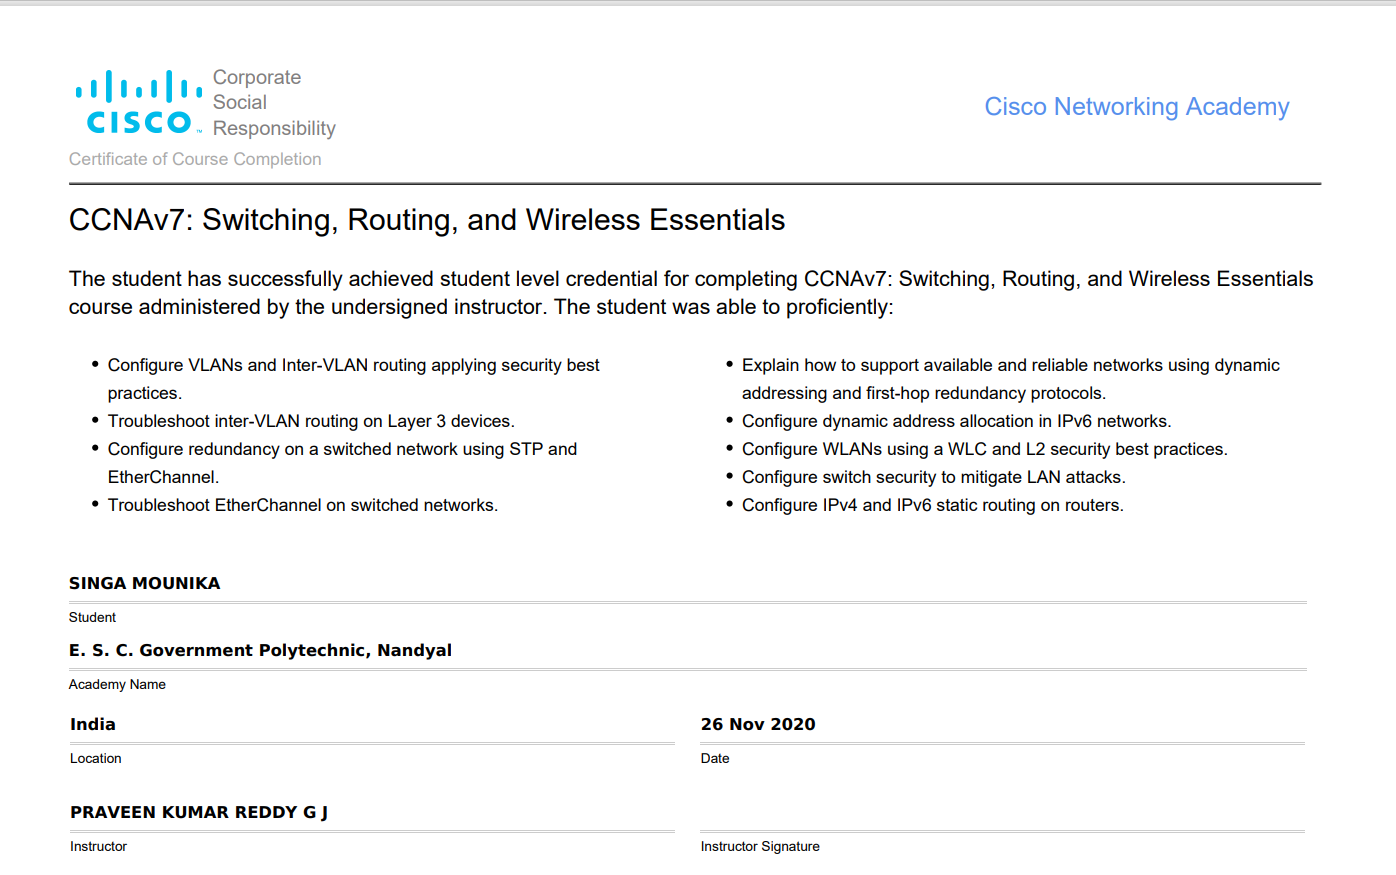 CISCO
Corporate
Social
Responsibility
Cisco Networking Academy
Certificate of Course Completion
CCNAv7: Switching, Routing, and Wireless Essentials
The student has successfully achieved student level credential for completing CCNAv7: Switching, Routing, and Wireless Essentials
course administered by the undersigned instructor. The student was able to proficiently:
• Configure VLANs and Inter-VLAN routing applying security best
practices.
• Troubleshoot inter-VLAN routing on Layer 3 devices.
• Configure redundancy on a switched network using STP and
EtherChannel.
• Troubleshoot EtherChannel on switched networks.
• Explain how to support available and reliable networks using dynamic
addressing and first-hop redundancy protocols.
• Configure dynamic address allocation in IPv6 networks.
• Configure WLANs using a WLC and L2 security best practices.
• Configure switch security to mitigate LAN attacks.
• Configure IPv4 and IPv6 static routing on routers.
SINGA MOUNIKA
Student
E. S. C. Government Polytechnic, Nandyal
Academy Name
India
Location
26 Nov 2020
Date
PRAVEEN KUMAR REDDY G J
Instructor
Instructor Signature